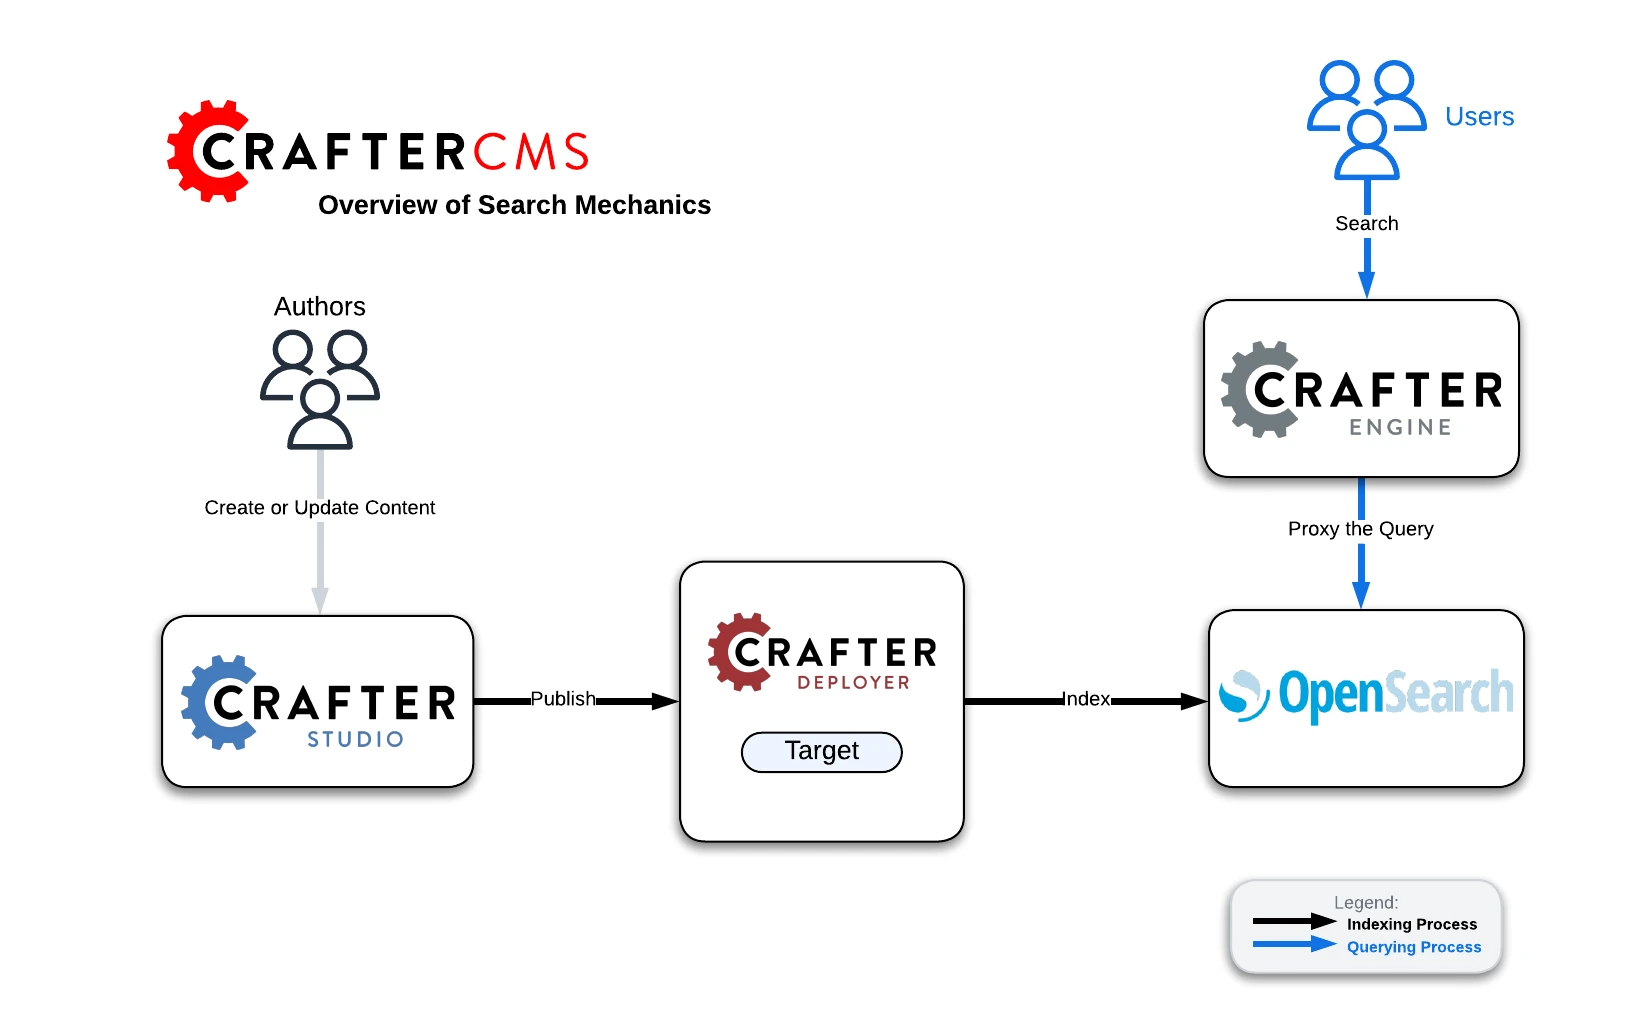 CRAFTERCMS
Overview of Search Mechanics
Users
Search
Authors
CRAFTER
ENGINE
Create or Update Content
Proxy the Query
CRAFTER
DEPLOYER
Target
CRAFTER
STUDIO
Publish
Index
OpenSearch
Legend:
Indexing Process
Querying Process